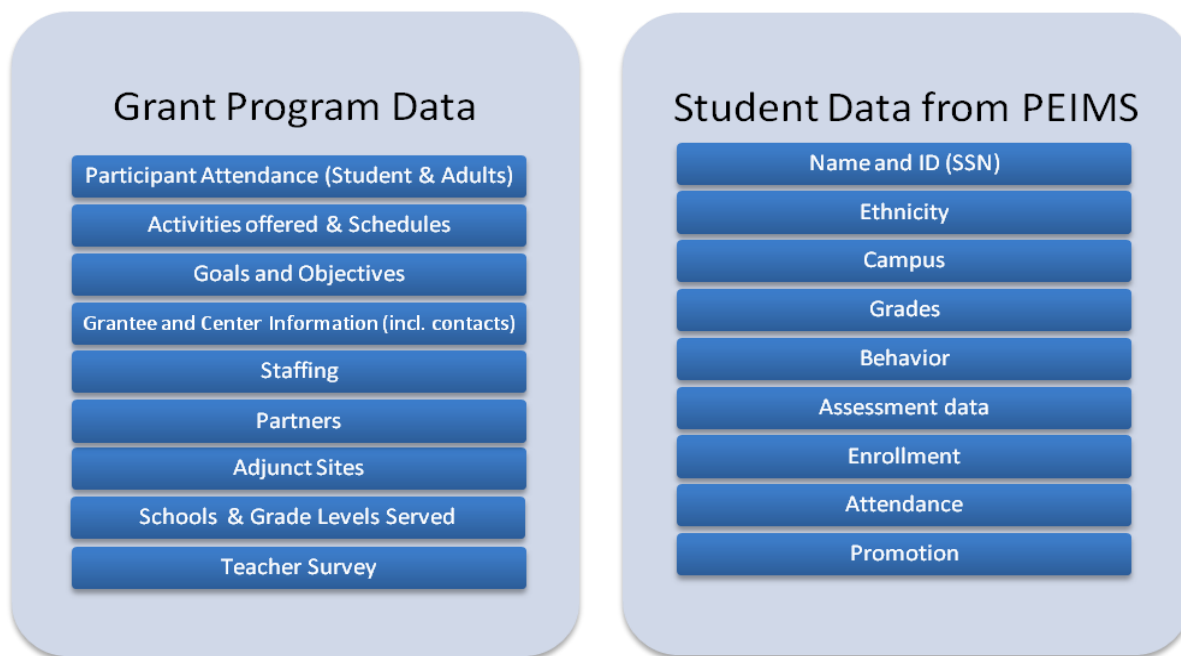 Grant Program Data
Participant Attendance (Student & Adults)
Activities offered & Schedules
Goals and Objectives
Grantee and Center Information (incl. contacts)
Staffing
Partners
Adjunct Sites
Schools & Grade Levels Served
Teacher Survey
Student Data from PEIMS
Name and ID (SSN)
Ethnicity
Campus
Grades
Behavior
Assessment data
Enrollment
Attendance
Promotion